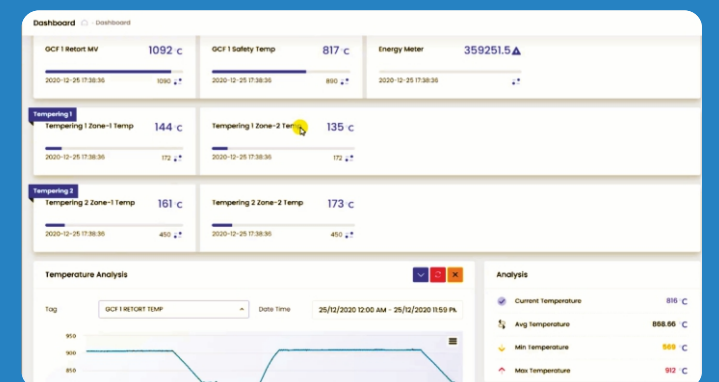 Dashboard Dashboard
GCF 1 Retort MV 1092 C
2020-12-25 17:38:36 1090
GCF 1 Safety Temp 817 C
2020-12-25 17:38:36 890
Energy Meter 359251.5 A
2020-12-25 17:38:36
Tempering 1
Tempering 1 Zone-1 Temp 144 C
2020-12-25 17:38:36 172
Tempering 1 Zone-2 Temp 135 C
2020-12-25 17:38:36 172
Tempering 2
Tempering 2 Zone-1 Temp 161 C
2020-12-25 17:38:36 450
Tempering 2 Zone-2 Temp 173 C
2020-12-25 17:38:36 450
Temperature Analysis
Tag GCF 1 RETORT TEMP Date Time 25/12/2020 12:00 AM - 25/12/2020 11:59 PM
950
900
850
Analysis
Current Temperature 816 °C
Avg Temperature 868.66 °C
Min Temperature °C
Max Temperature 912 °C